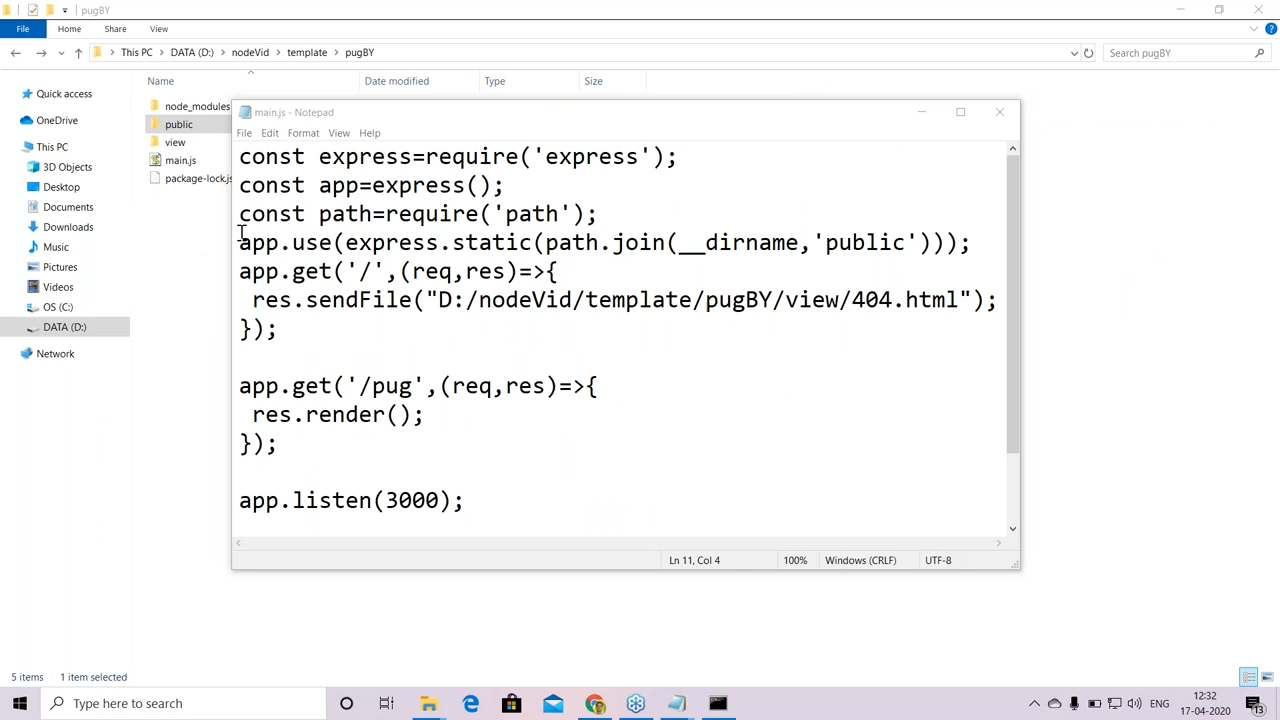 pugBY
File Home Share View
This PC DATA (D:) nodeVid template pugBY Search pugBY
Name Date modified Type Size
Quick access
OneDrive
This PC
3D Objects
Desktop
Documents
Downloads
Music
Pictures
Videos
OS (C:)
DATA (D:)
Network
node_modules
public
view
main.js
package-lock.js
main.js - Notepad
File Edit Format View Help
const express=require('express');
const app=express();
const path=require('path');
app.use(express.static(path.join(__dirname,'public')));
app.get('/',(req,res)=>{
res.sendFile("D:/nodeVid/template/pugBY/view/404.html");
});
app.get('/pug',(req,res)=>{
res.render();
});
app.listen(3000);
Ln 11, Col 4 100% Windows (CRLF) UTF-8
5 items 1 item selected
Type here to search
ENG
12:32
17-04-2020
13